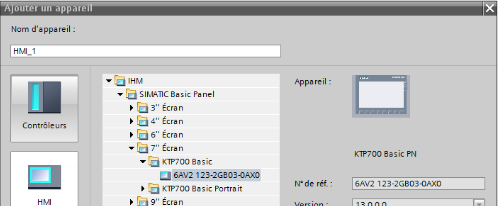 Ajouter un appareil
Nom d'appareil :
HMI_1
Contrôleurs
HMI
IHM
SIMATIC Basic Panel
3" Écran
4" Écran
6" Écran
7" Écran
KTP700 Basic
6AV2 123-2GB03-0AX0
KTP700 Basic Portrait
9" Écran
Appareil :
KTP700 Basic PN
N° de réf. : 6AV2 123-2GB03-0AX0
Version : 13.0.0.0